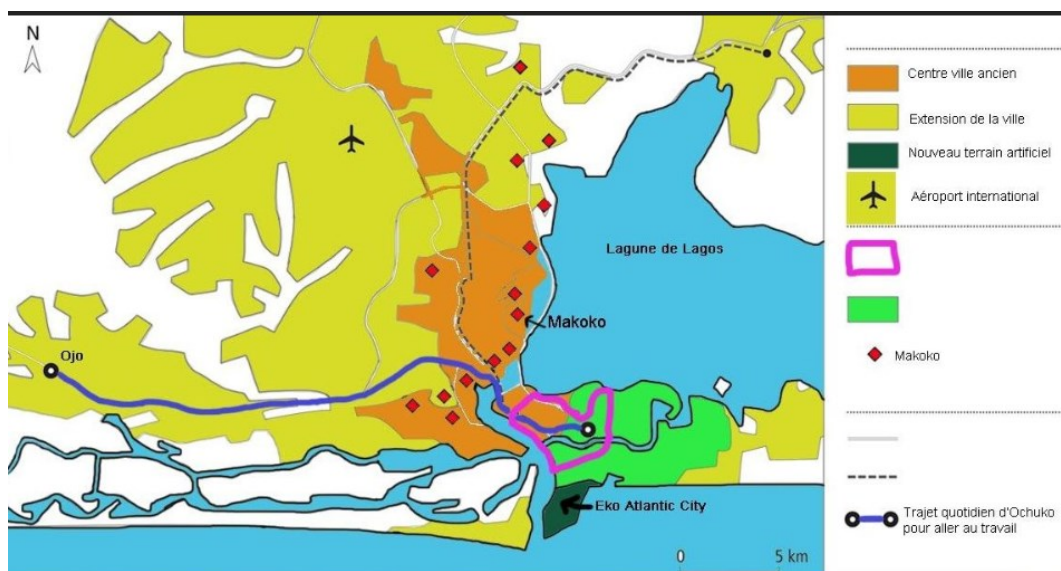 N
Centre ville ancien
Extension de la ville
Nouveau terrain artificiel
Aéroport international
Lagune de Lagos
Makoko
Makoko
Ojo
Eko Atlantic City
Trajet quotidien d'Ochuko
pour aller au travail
0 5 km